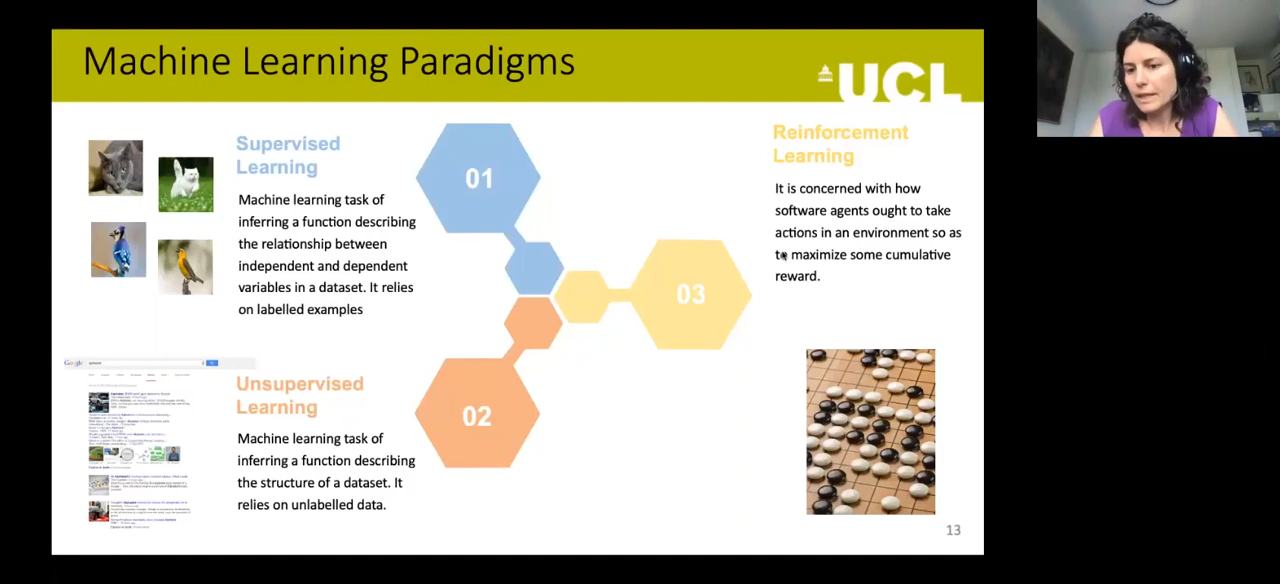 Machine Learning Paradigms
UCL
Supervised
Learning
Machine learning task of
inferring a function describing
the relationship between
independent and dependent
variables in a dataset. It relies
on labelled examples
01
Reinforcement
Learning
It is concerned with how
software agents ought to take
actions in an environment so as
to maximize some cumulative
reward.
03
Google
Unsupervised
Learning
Machine learning task of
inferring a function describing
the structure of a dataset. It
relies on unlabelled data.
02
13